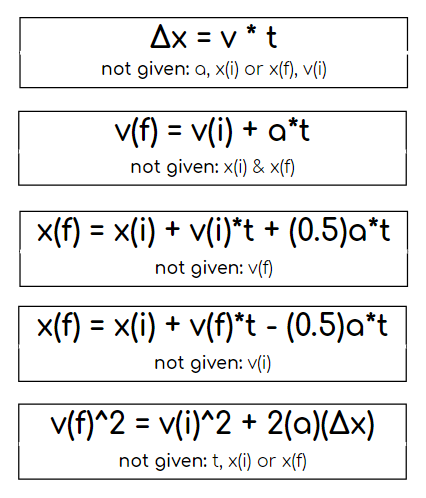 Δx = v * t
not given: a, x(i) or x(f), v(i)
v(f) = v(i) + a*t
not given: x(i) & x(f)
x(f) = x(i) + v(i)*t + (0.5)a*t
not given: v(f)
x(f) = x(i) + v(f)*t - (0.5)a*t
not given: v(i)
v(f)^2 = v(i)^2 + 2(a)(Δx)
not given: t, x(i) or x(f)